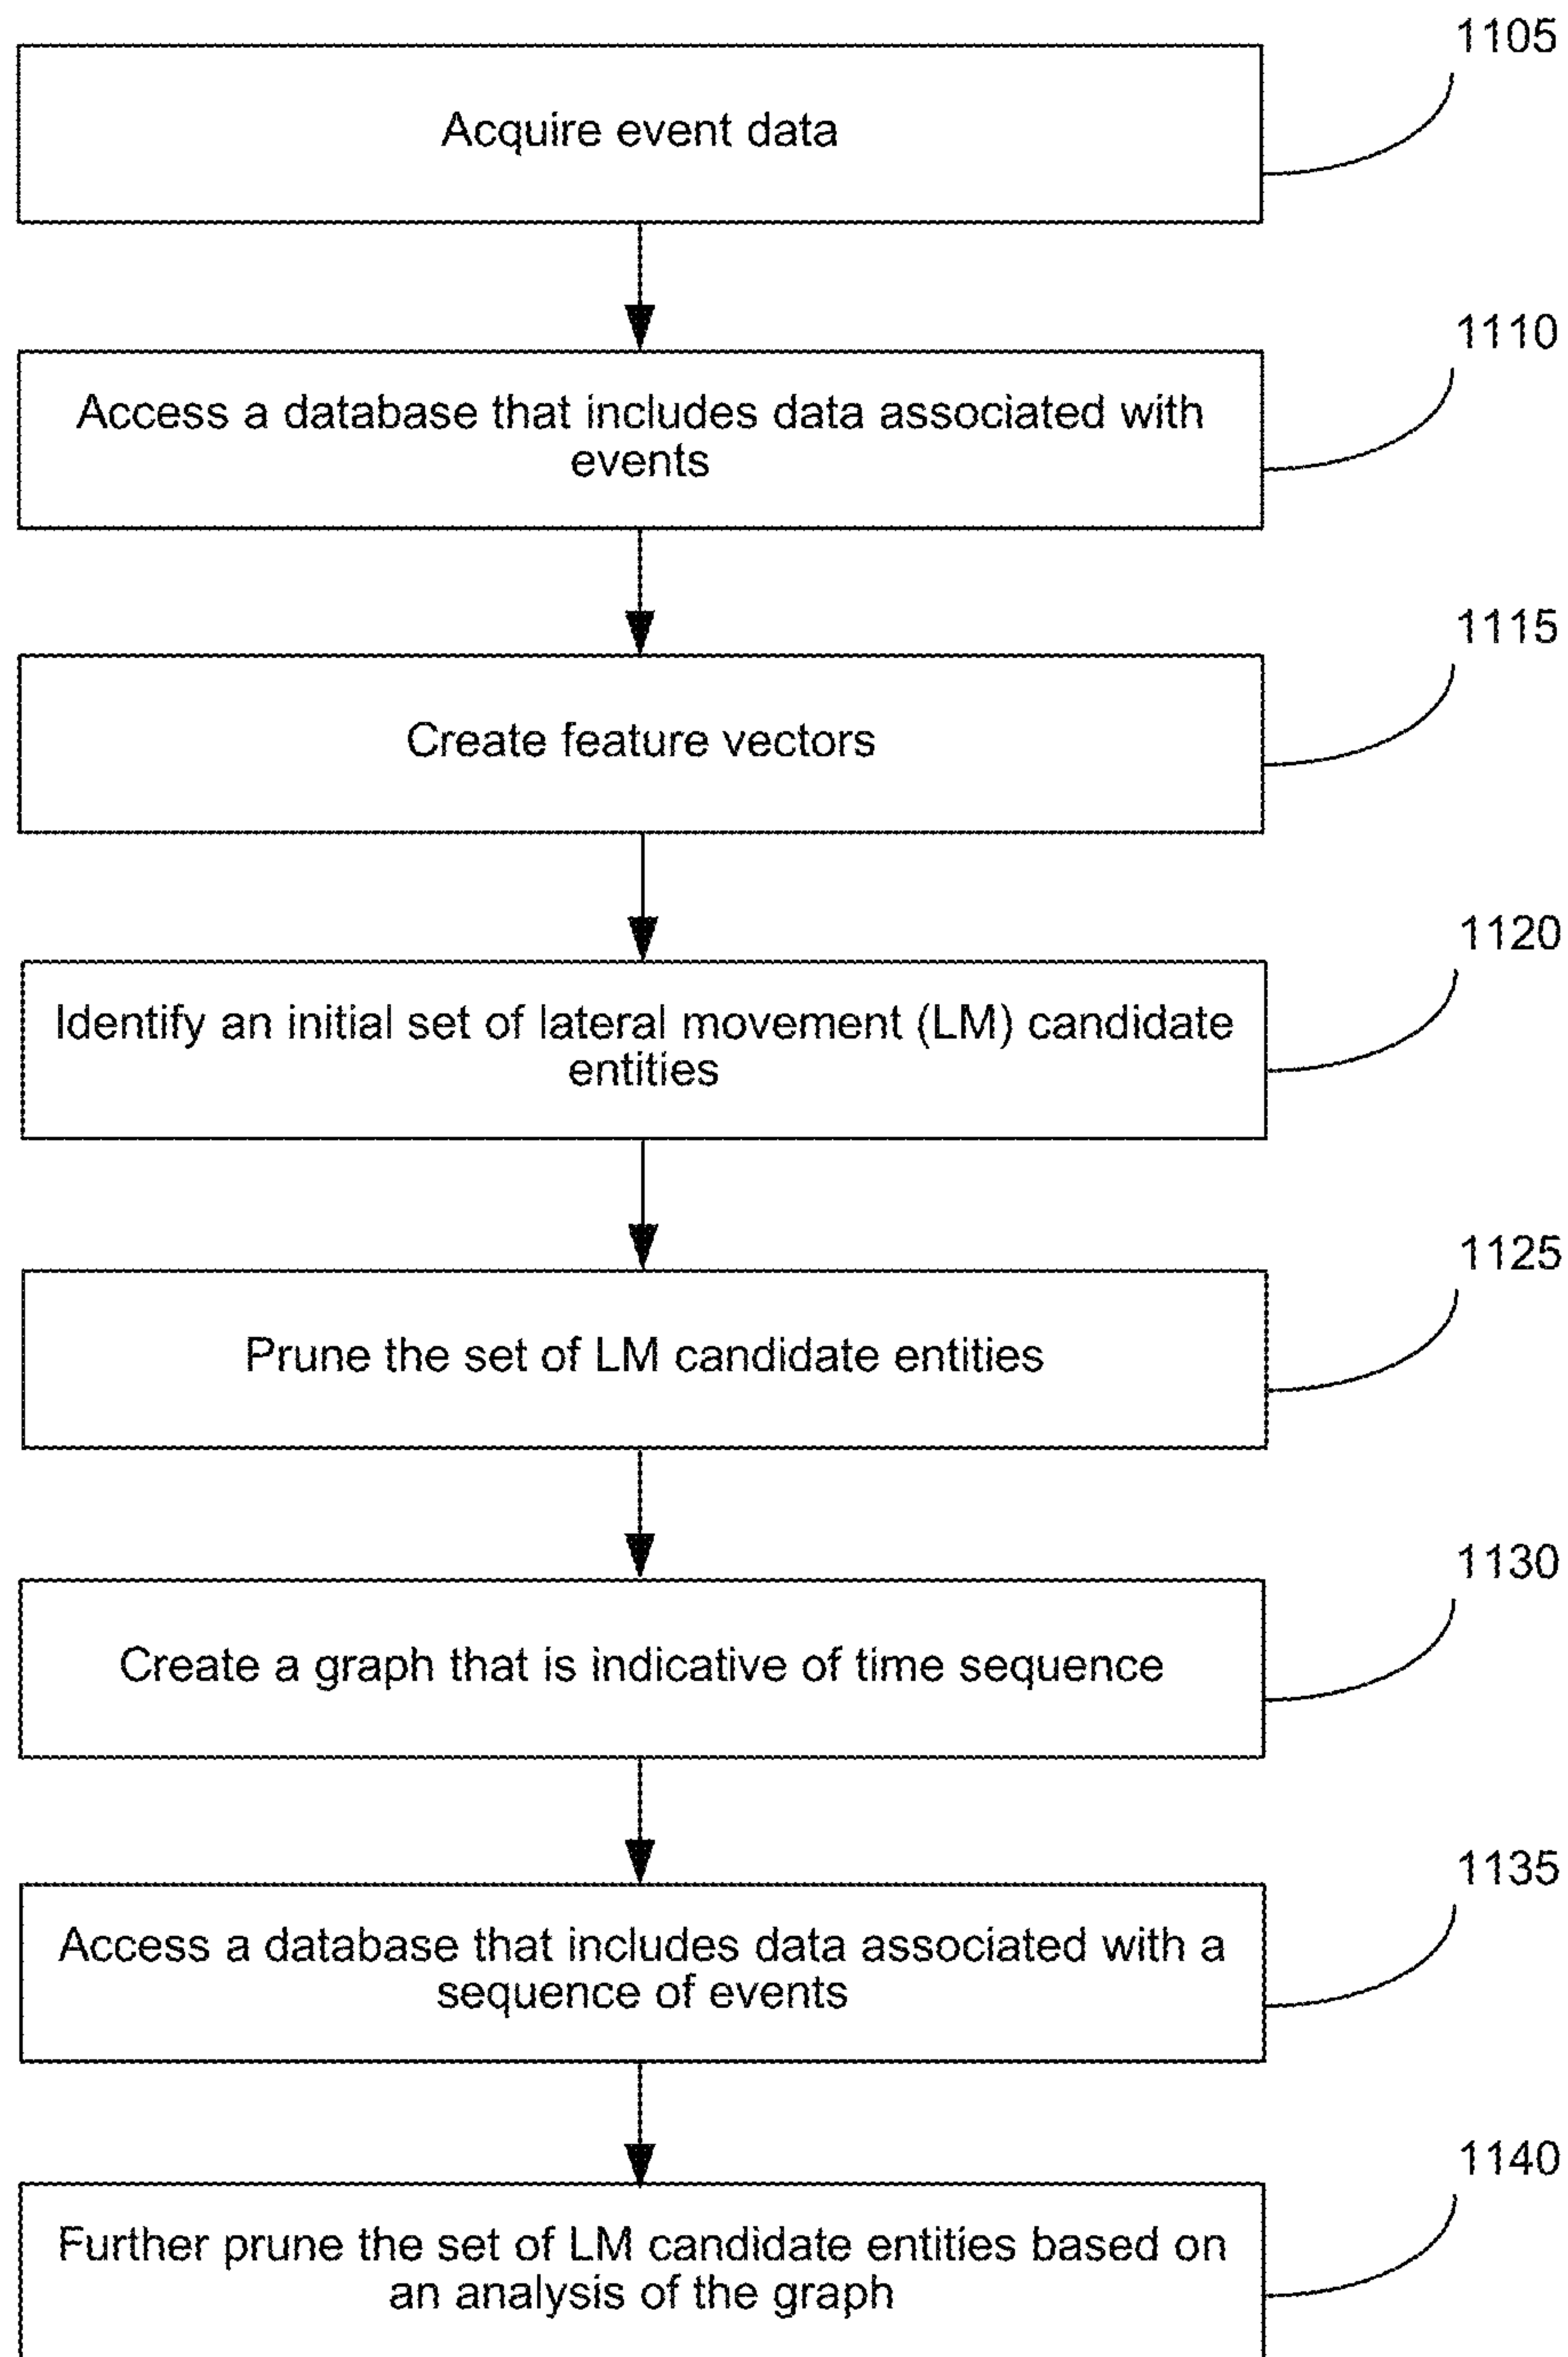 1105
Acquire event data
1110
Access a database that includes data associated with
events
1115
Create feature vectors
1120
Identify an initial set of lateral movement (LM) candidate
entities
1125
Prune the set of LM candidate entities
1130
Create a graph that is indicative of time sequence
1135
Access a database that includes data associated with a
sequence of events
1140
Further prune the set of LM candidate entities based on
an analysis of the graph